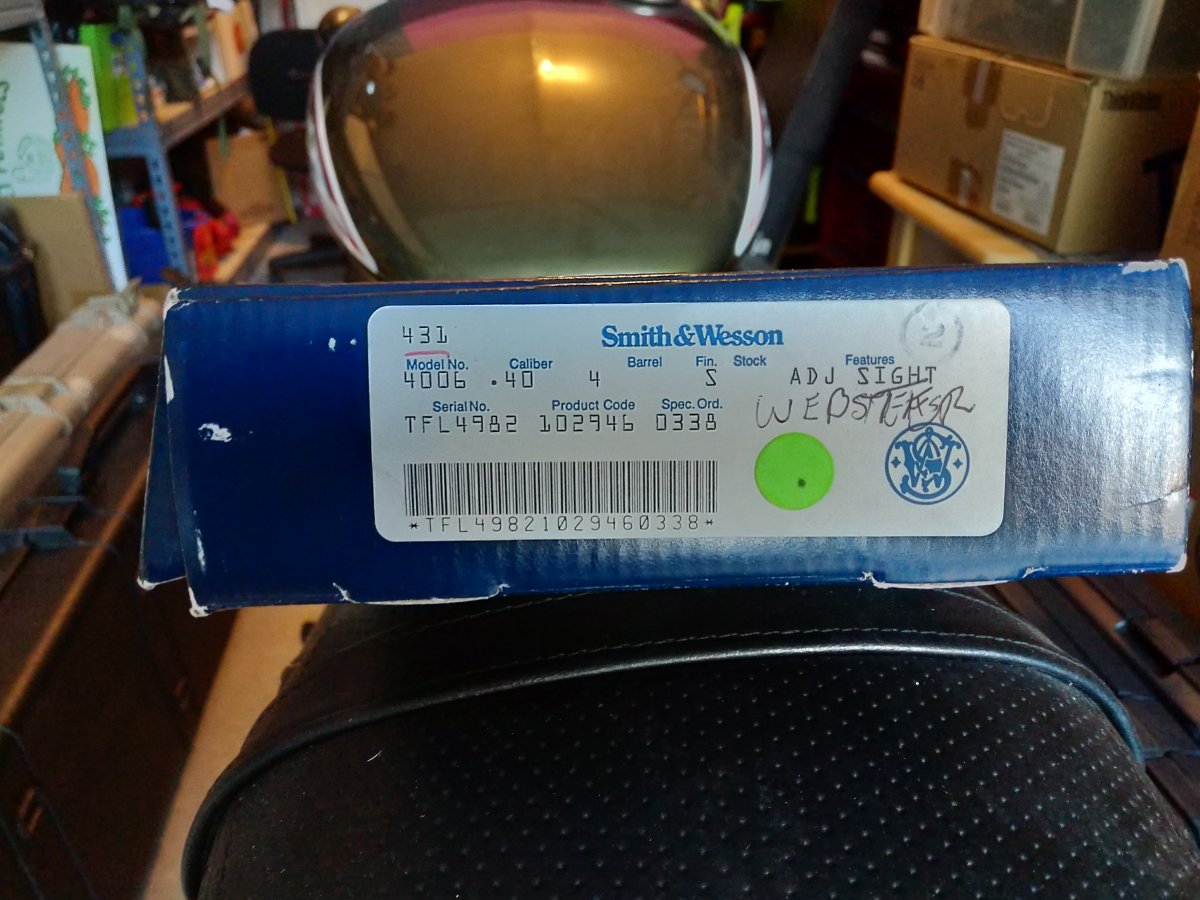 431
Smith&Wesson
2
Model No. Caliber Barrel Fin. Stock Features
4006 .40 4 S ADJ SIGHT
Serial No. Product Code Spec. Ord.
TFL4982 102946 0338
*TFL49821029460338*